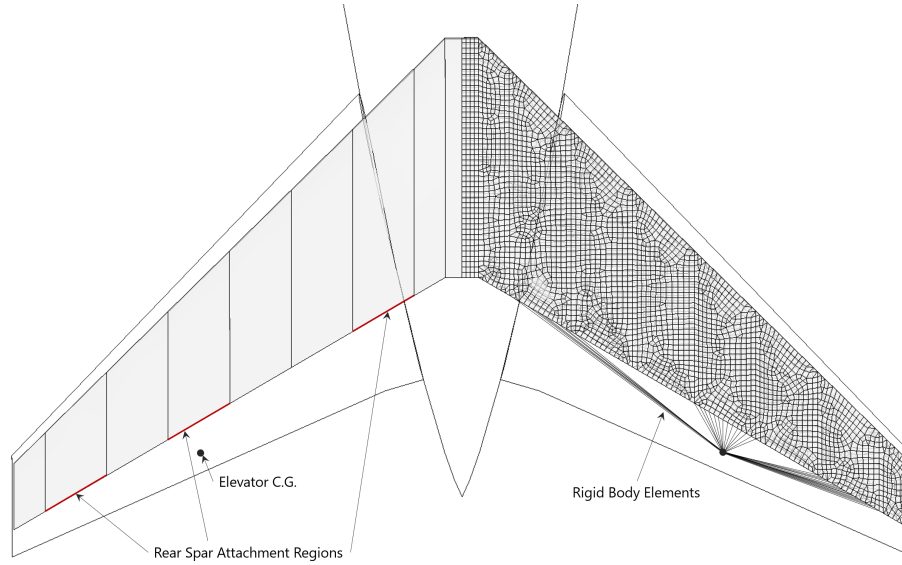 Elevator C.G.
Rigid Body Elements
Rear Spar Attachment Regions